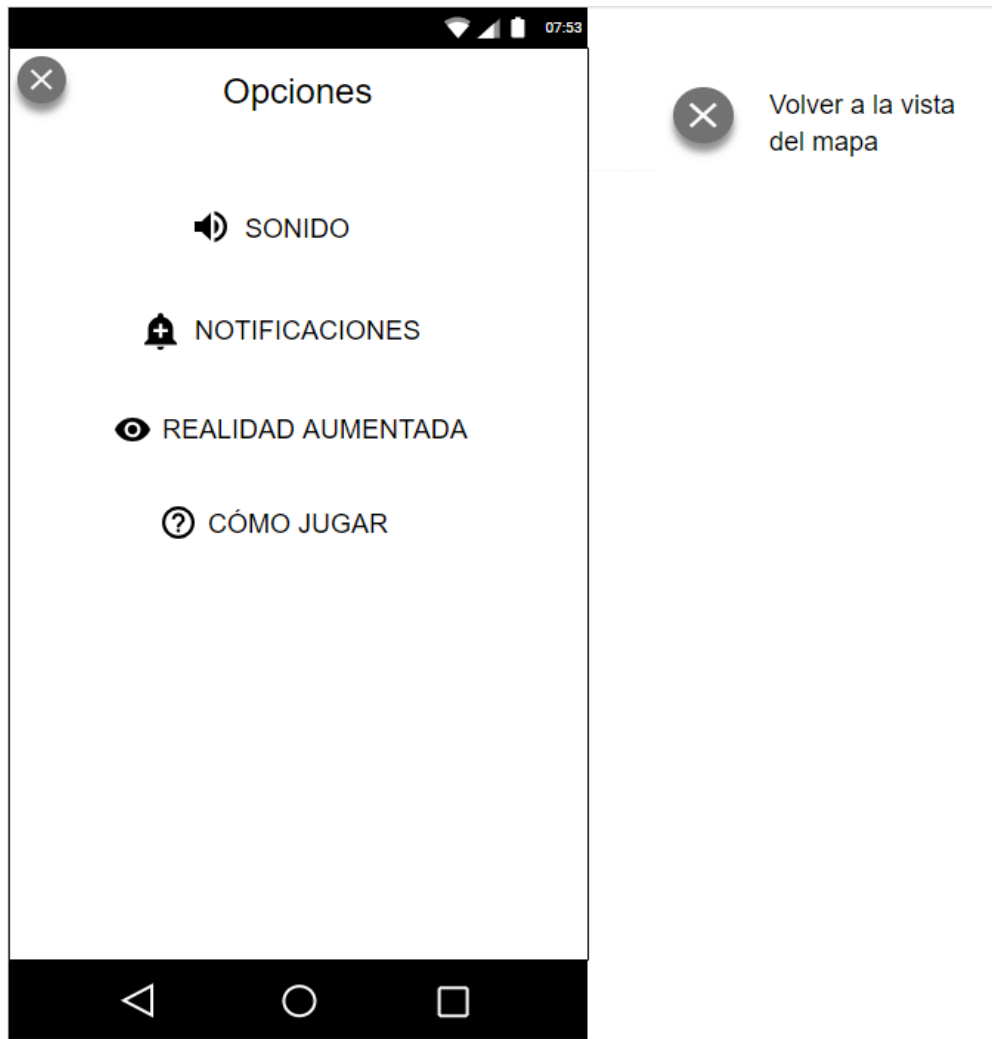 07:53
Opciones
SONIDO
NOTIFICACIONES
REALIDAD AUMENTADA
CÓMO JUGAR
Volver a la vista
del mapa